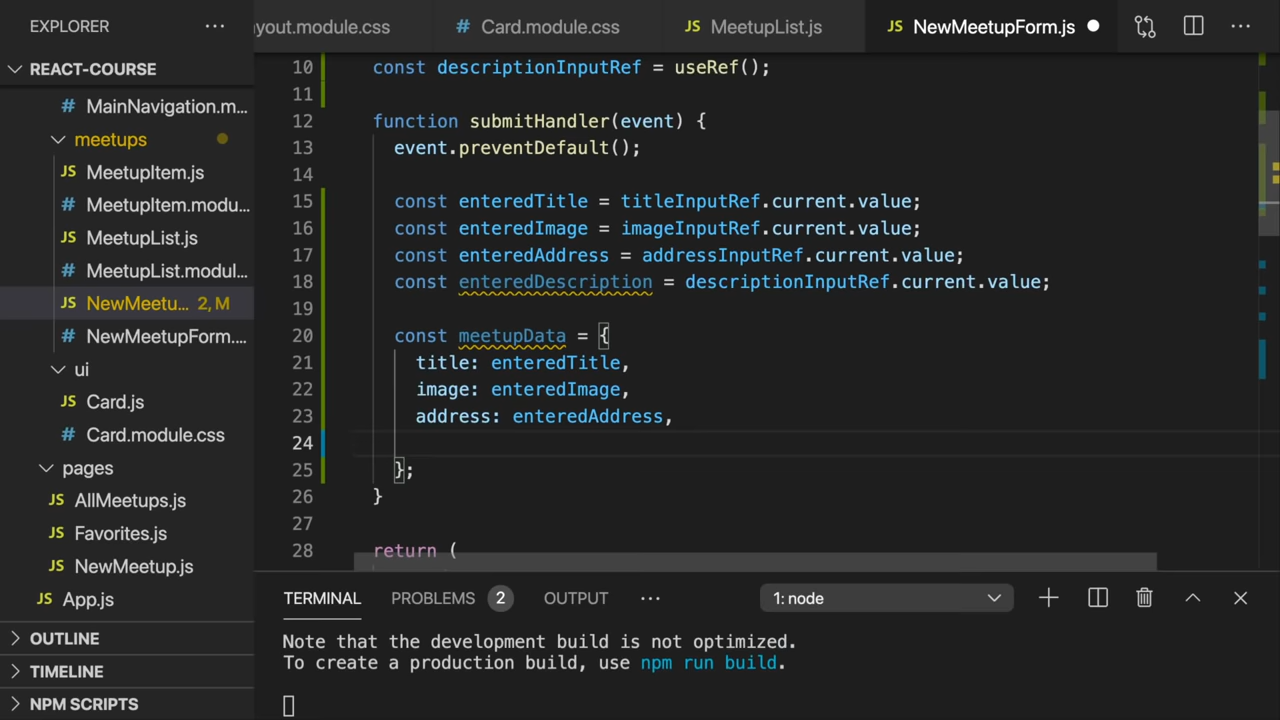 EXPLORER
REACT-COURSE
# MainNavigation.m...
meetups
JS MeetupItem.js
# MeetupItem.modu...
JS MeetupList.js
# MeetupList.modul...
JS NewMeetu... 2, M
# NewMeetupForm....
ui
JS Card.js
# Card.module.css
pages
JS AllMeetups.js
JS Favorites.js
JS NewMeetup.js
JS App.js
OUTLINE
TIMELINE
NPM SCRIPTS
ayout.module.css # Card.module.css JS MeetupList.js JS NewMeetupForm.js
10 const descriptionInputRef = useRef();
11
12 function submitHandler(event) {
13 event.preventDefault();
14
15 const enteredTitle = titleInputRef.current.value;
16 const enteredImage = imageInputRef.current.value;
17 const enteredAddress = addressInputRef.current.value;
18 const enteredDescription = descriptionInputRef.current.value;
19
20 const meetupData = {
21 title: enteredTitle,
22 image: enteredImage,
23 address: enteredAddress,
24
25 };
26 }
27
28 return (
TERMINAL PROBLEMS 2 OUTPUT ... 1: node
Note that the development build is not optimized.
To create a production build, use npm run build.